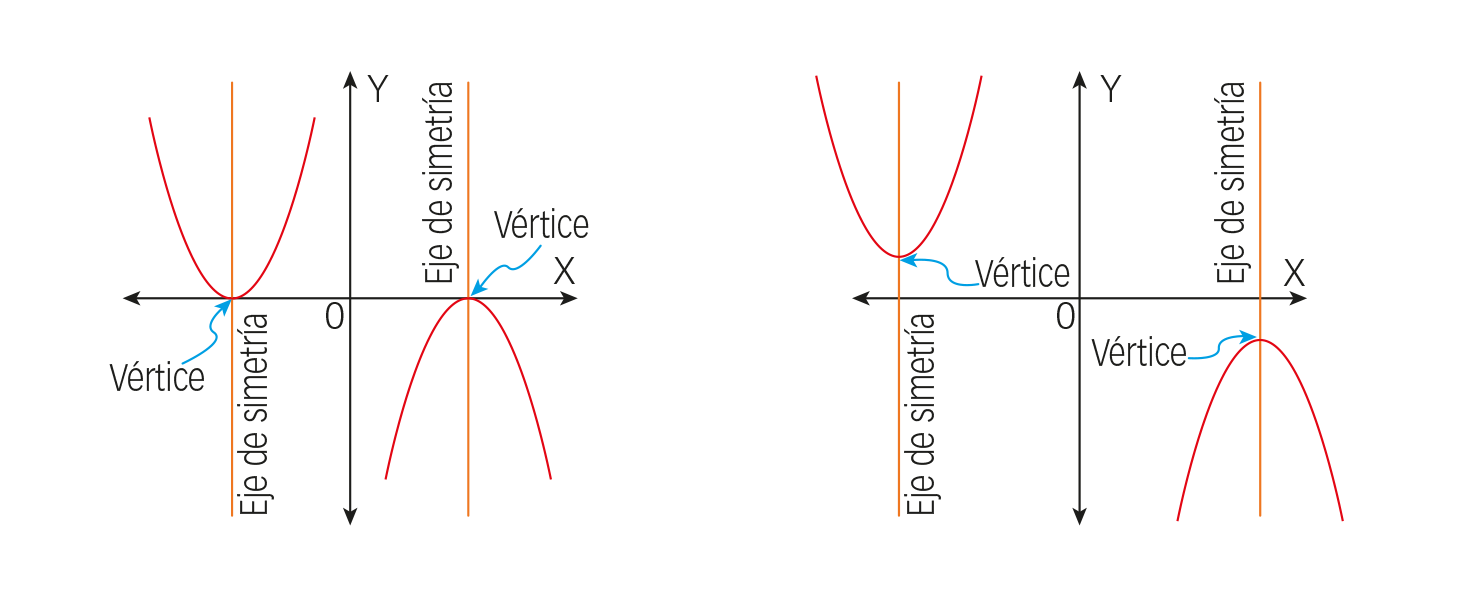 Y
Eje de simetría
Vértice
X
0
Vértice
Eje de simetría
Y
Eje de simetría
Vértice
X
0
Vértice
Eje de simetría